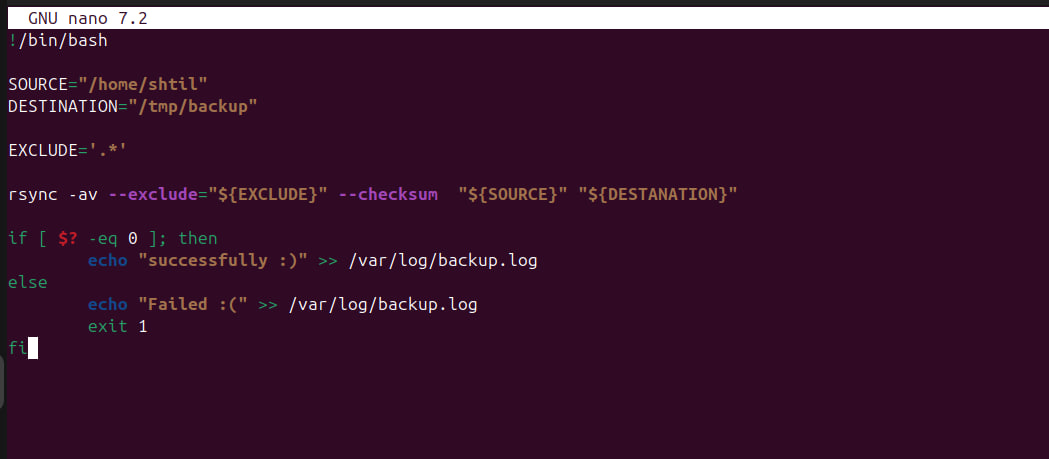 GNU nano 7.2
!/bin/bash
SOURCE="/home/shtil"
DESTINATION="/tmp/backup"
EXCLUDE='.*'
rsync -av --exclude="${EXCLUDE}" --checksum  "${SOURCE}" "${DESTANATION}"
if [ $? -eq 0 ]; then
        echo "successfully :)" >> /var/log/backup.log
else
        echo "Failed :(" >> /var/log/backup.log
        exit 1
fi